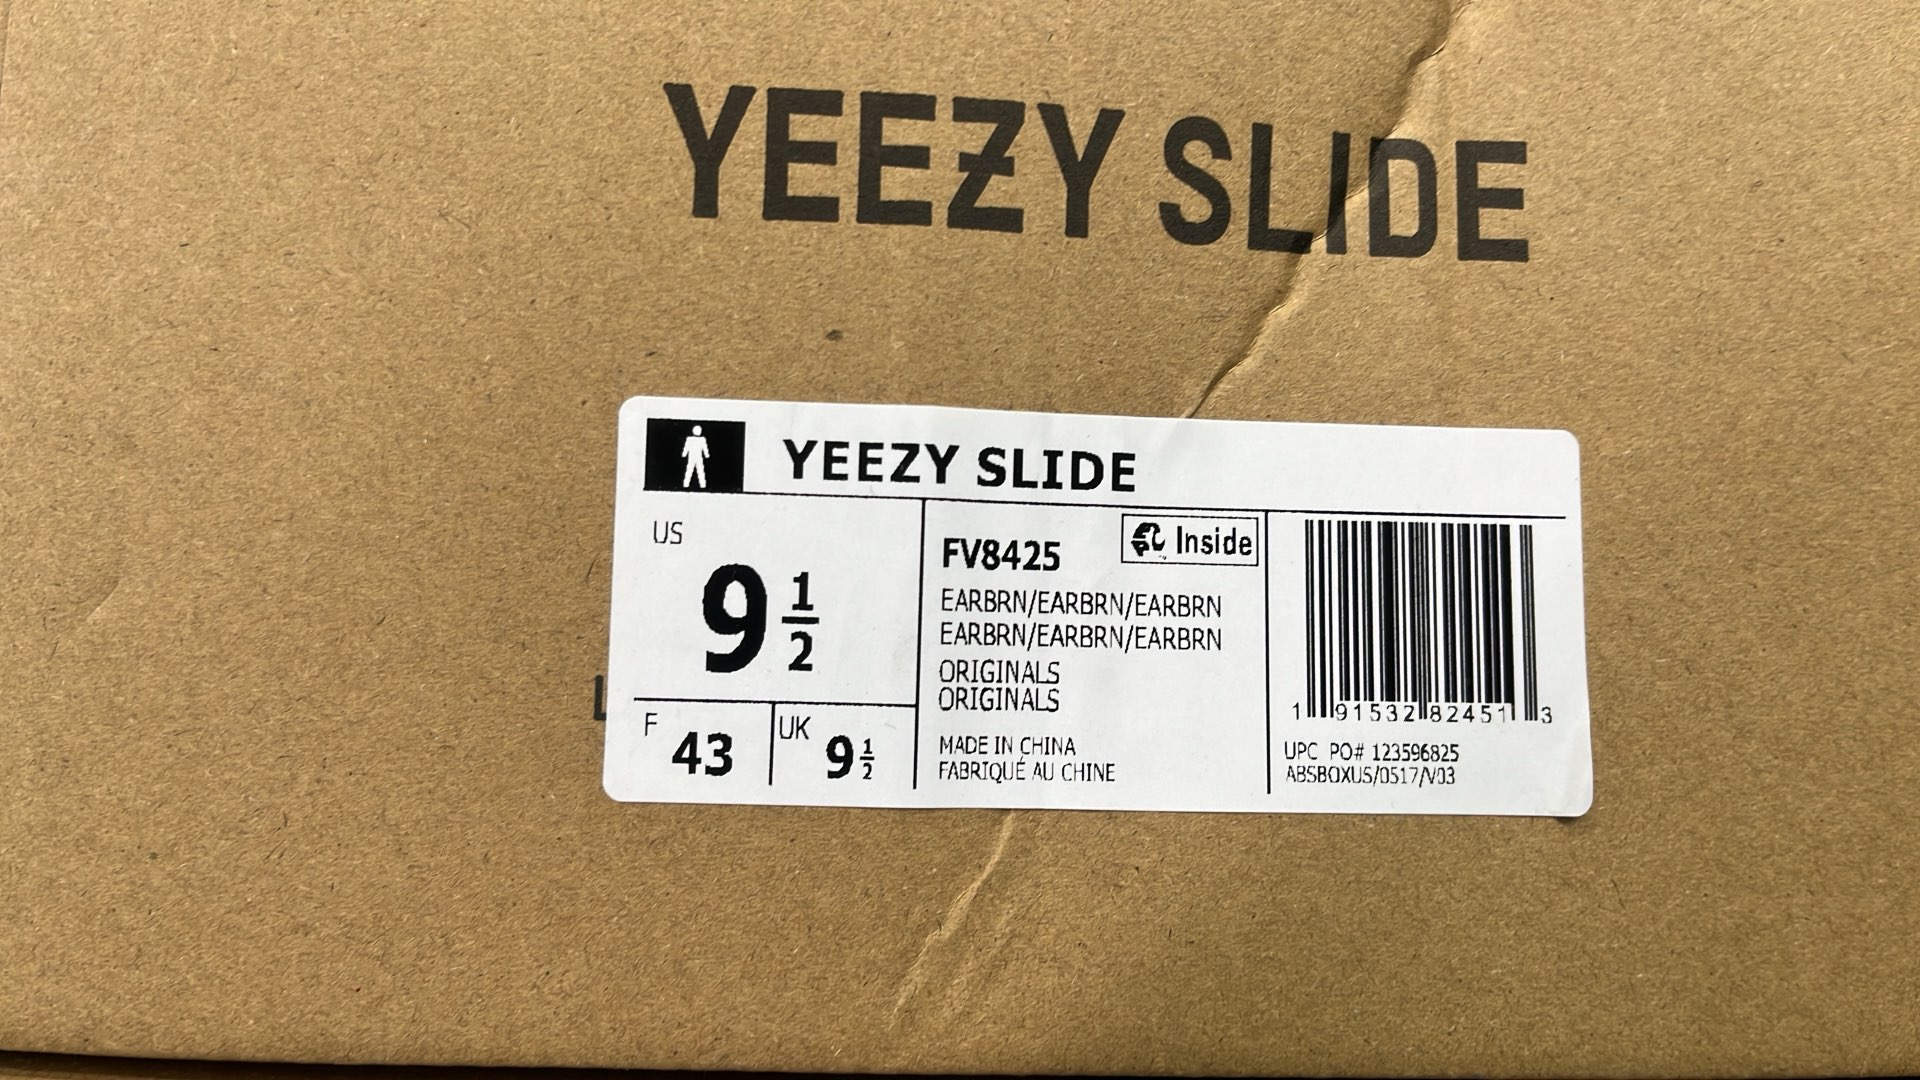 YEEZY SLIDE
YEEZY SLIDE
US
9 1/2
F 43
UK 9 1/2
FV8425
Inside
EARBRN/EARBRN/EARBRN
EARBRN/EARBRN/EARBRN
ORIGINALS
ORIGINALS
MADE IN CHINA
FABRIQUÉ AU CHINE
1 91532 82451 3
UPC PO# 123596825
ABSBOXUS/0517/V03